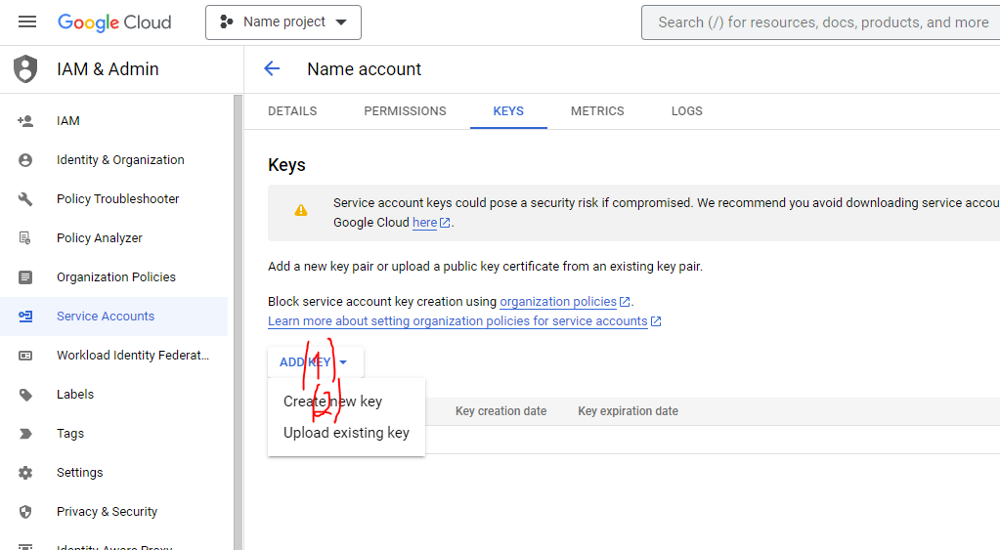 Google Cloud
Name project
Search (/) for resources, docs, products, and more
IAM & Admin
Name account
IAM
Identity & Organization
Policy Troubleshooter
Policy Analyzer
Organization Policies
Service Accounts
Workload Identity Federat...
Labels
Tags
Settings
Privacy & Security
Identity-Aware Proxy
DETAILS
PERMISSIONS
KEYS
METRICS
LOGS
Keys
Service account keys could pose a security risk if compromised. We recommend you avoid downloading service accou
Google Cloud here.
Add a new key pair or upload a public key certificate from an existing key pair.
Block service account key creation using organization policies.
Learn more about setting organization policies for service accounts
ADD KEY
(1)
Create new key
(2)
Upload existing key
Key creation date
Key expiration date